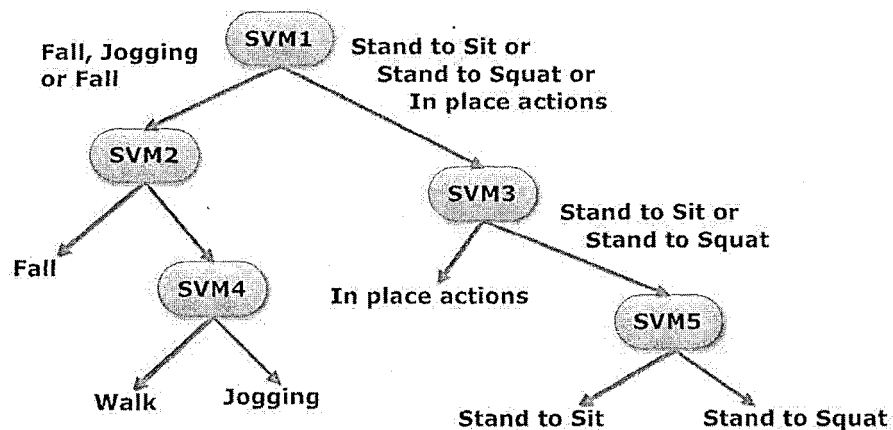 SVM1
Fall, Jogging
or Fall
Stand to Sit or
Stand to Squat or
In place actions
SVM2
SVM3
Stand to Sit or
Stand to Squat
Fall
SVM4
In place actions
SVM5
Walk
Jogging
Stand to Sit
Stand to Squat